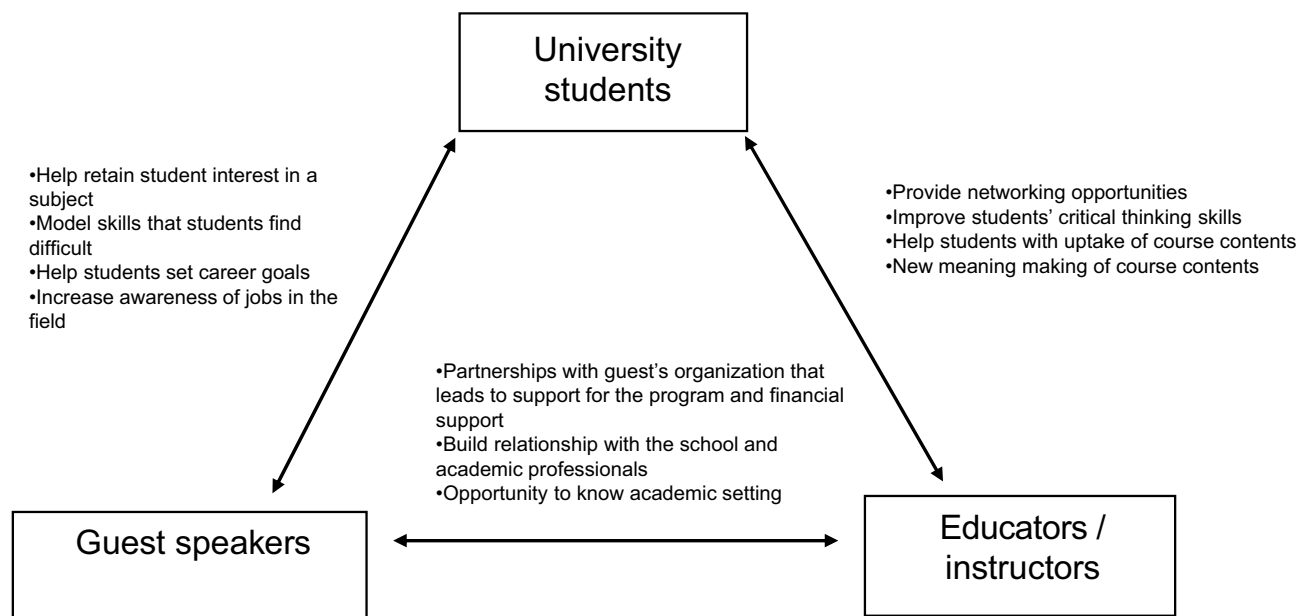 University
students
•Help retain student interest in a
subject
•Model skills that students find
difficult
•Help students set career goals
•Increase awareness of jobs in the
field
•Provide networking opportunities
•Improve students’ critical thinking skills
•Help students with uptake of course contents
•New meaning making of course contents
•Partnerships with guest’s organization that
leads to support for the program and financial
support
•Build relationship with the school and
academic professionals
•Opportunity to know academic setting
Guest speakers
Educators /
instructors